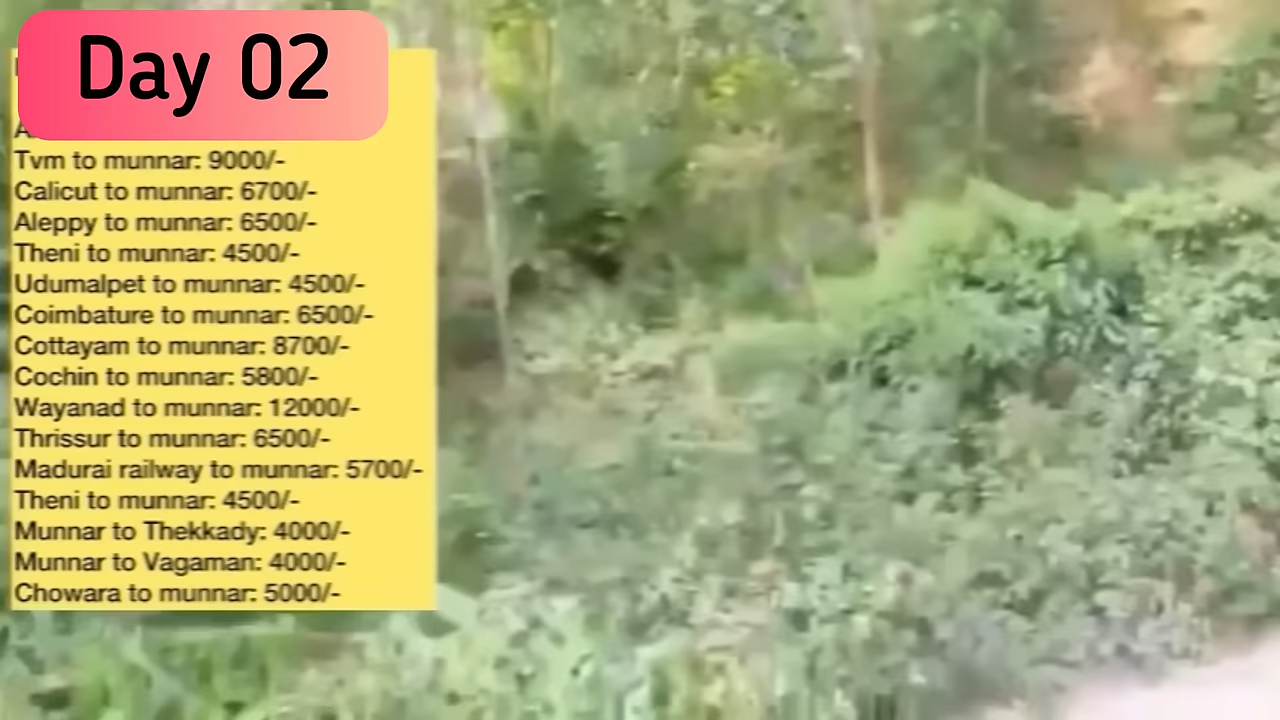 Day 02
Tvm to munnar: 9000/-
Calicut to munnar: 6700/-
Aleppy to munnar: 6500/-
Theni to munnar: 4500/-
Udumalpet to munnar: 4500/-
Coimbature to munnar: 6500/-
Cottayam to munnar: 8700/-
Cochin to munnar: 5800/-
Wayanad to munnar: 12000/-
Thrissur to munnar: 6500/-
Madurai railway to munnar: 5700/-
Theni to munnar: 4500/-
Munnar to Thekkady: 4000/-
Munnar to Vagaman: 4000/-
Chowara to munnar: 5000/-